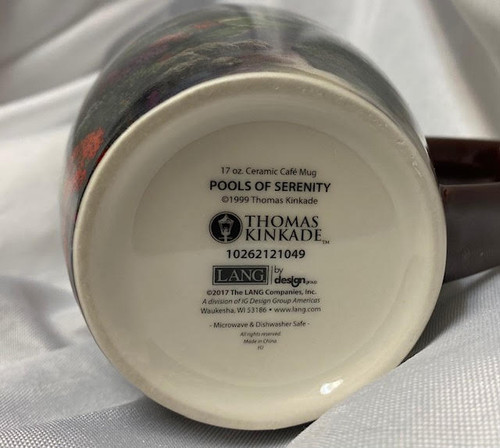 17 oz. Ceramic Café Mug
POOLS OF SERENITY
©1999 Thomas Kinkade
THOMAS
KINKADE™
10262121049
LANG by design group
©2017 The LANG Companies, Inc.
A division of IG Design Group Americas
Waukesha, WI 53186 • www.lang.com
- Microwave & Dishwasher Safe -
All rights reserved.
Made in China